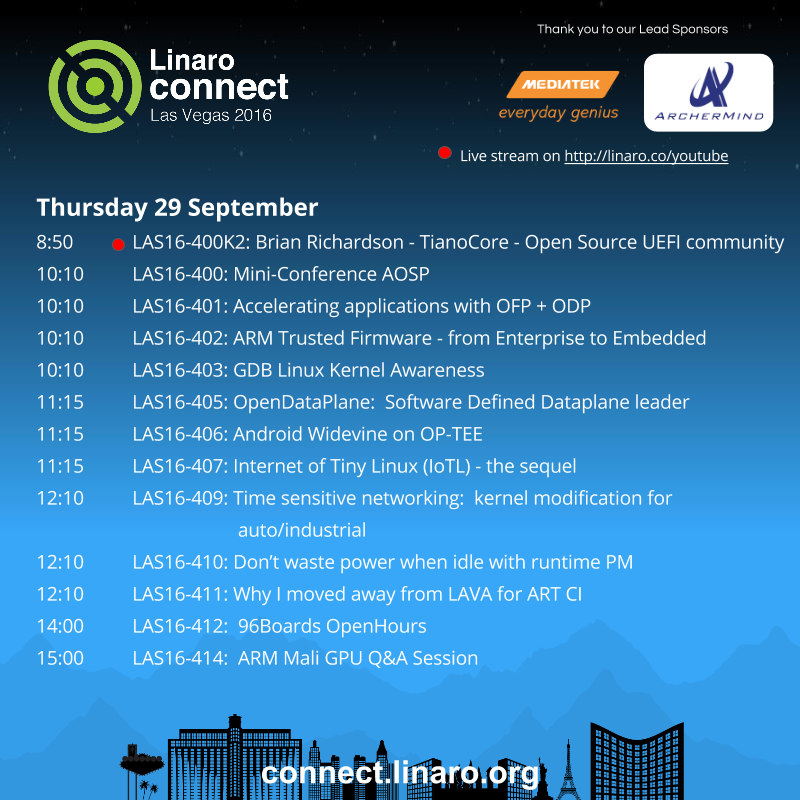 Thank you to our Lead Sponsors
Linaro
connect
Las Vegas 2016
MEDIATEK
everyday genius
ARCHERMIND
Live stream on http://linaro.co/youtube
Thursday 29 September
8:50 LAS16-400K2: Brian Richardson - TianoCore - Open Source UEFI community
10:10 LAS16-400: Mini-Conference AOSP
10:10 LAS16-401: Accelerating applications with OFP + ODP
10:10 LAS16-402: ARM Trusted Firmware - from Enterprise to Embedded
10:10 LAS16-403: GDB Linux Kernel Awareness
11:15 LAS16-405: OpenDataPlane: Software Defined Dataplane leader
11:15 LAS16-406: Android Widevine on OP-TEE
11:15 LAS16-407: Internet of Tiny Linux (IoTL) - the sequel
12:10 LAS16-409: Time sensitive networking: kernel modification for
auto/industrial
12:10 LAS16-410: Don’t waste power when idle with runtime PM
12:10 LAS16-411: Why I moved away from LAVA for ART CI
14:00 LAS16-412: 96Boards OpenHours
15:00 LAS16-414: ARM Mali GPU Q&A Session
connect.linaro.org